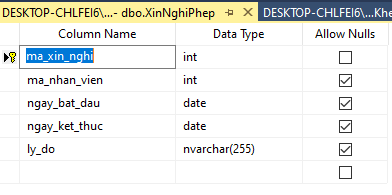 DESKTOP-CHLFEI6\...- dbo.XinNghiPhep
DESKTOP-CHLFEI6\...Khe
Column Name Data Type Allow Nulls
ma_xin_nghi int
ma_nhan_vien int
ngay_bat_dau date
ngay_ket_thuc date
ly_do nvarchar(255)